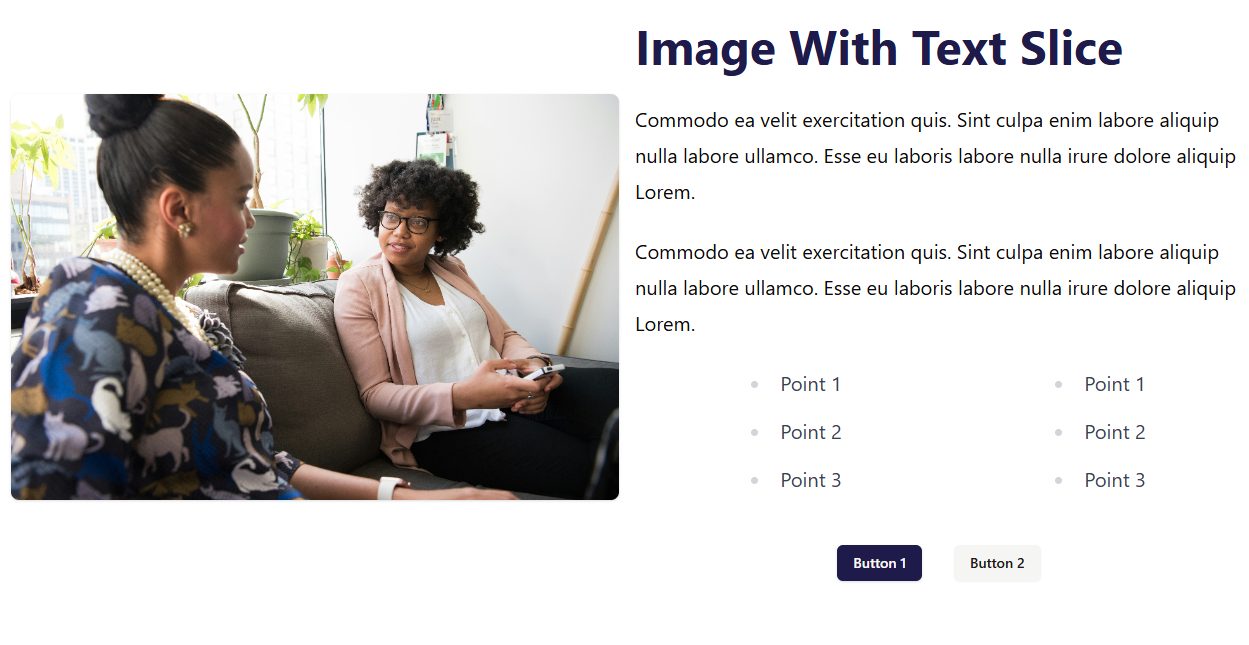 Image With Text Slice
Commodo ea velit exercitation quis. Sint culpa enim labore aliquip
nulla labore ullamco. Esse eu laboris labore nulla irure dolore aliquip
Lorem.
Commodo ea velit exercitation quis. Sint culpa enim labore aliquip
nulla labore ullamco. Esse eu laboris labore nulla irure dolore aliquip
Lorem.
Point 1
Point 2
Point 3
Point 1
Point 2
Point 3
Button 1
Button 2